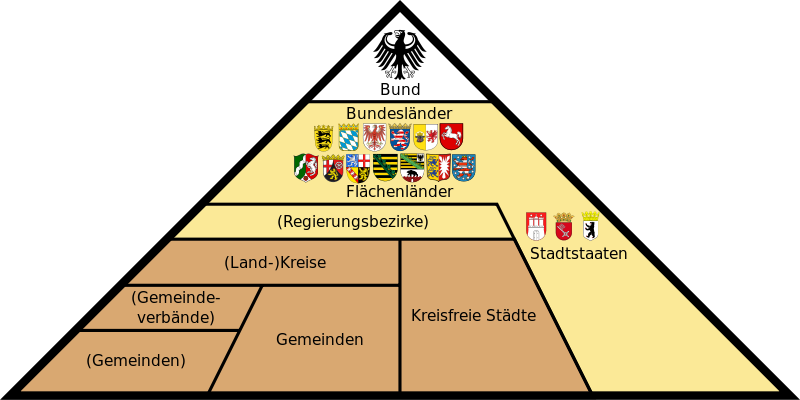 Bund
Bundesländer
Flächenländer
(Regierungsbezirke)
Stadtstaaten
(Land-)Kreise
(Gemeinde-
verbände)
Gemeinden
Kreisfreie Städte
(Gemeinden)